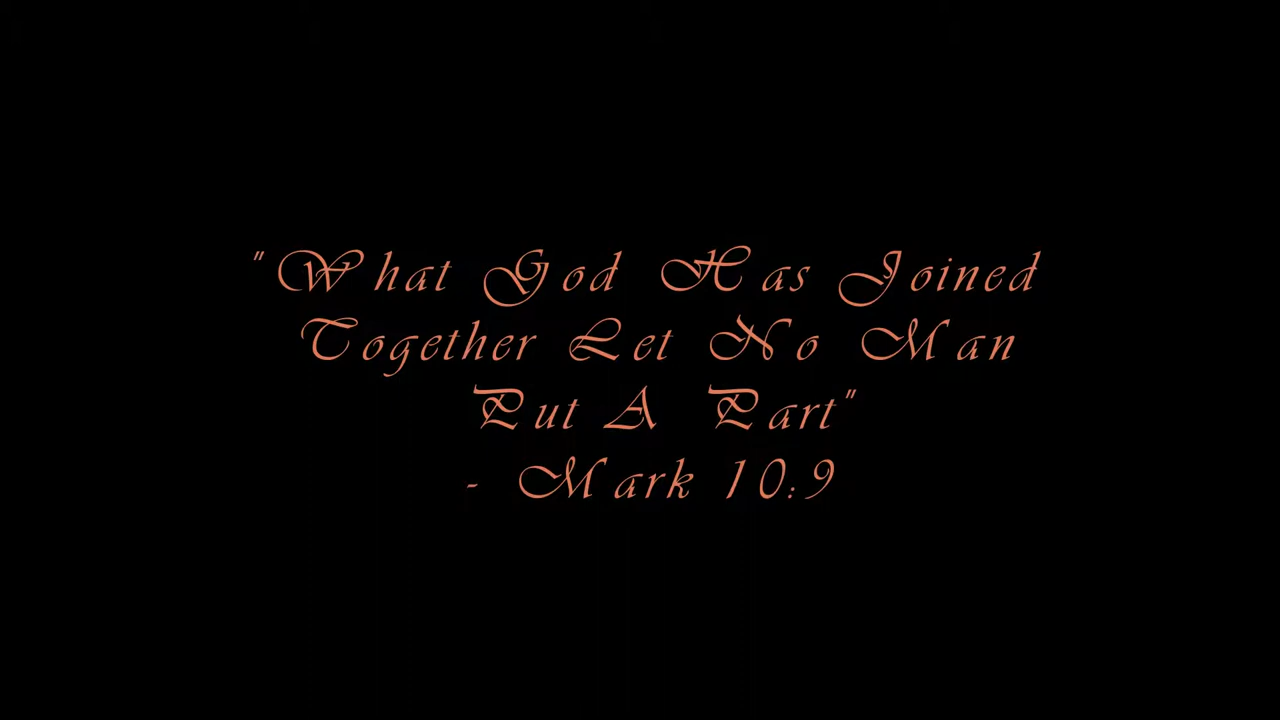 "What God Has Joined
Together Let No Man
Put A Part"
- Mark 10:9